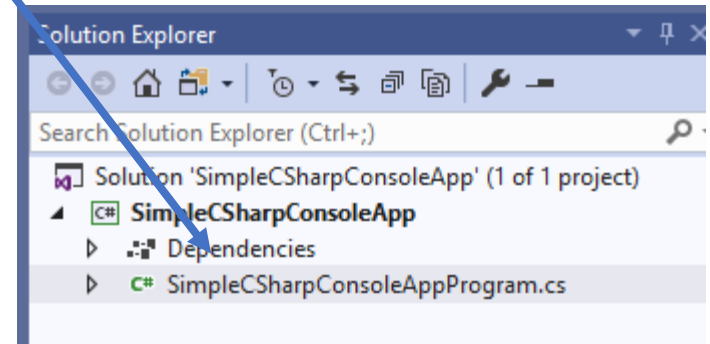 Solution Explorer
Search Solution Explorer (Ctrl+;)
Solution 'SimpleCSharpConsoleApp' (1 of 1 project)
C# SimpleCSharpConsoleApp
Dependencies
C# SimpleCSharpConsoleAppProgram.cs